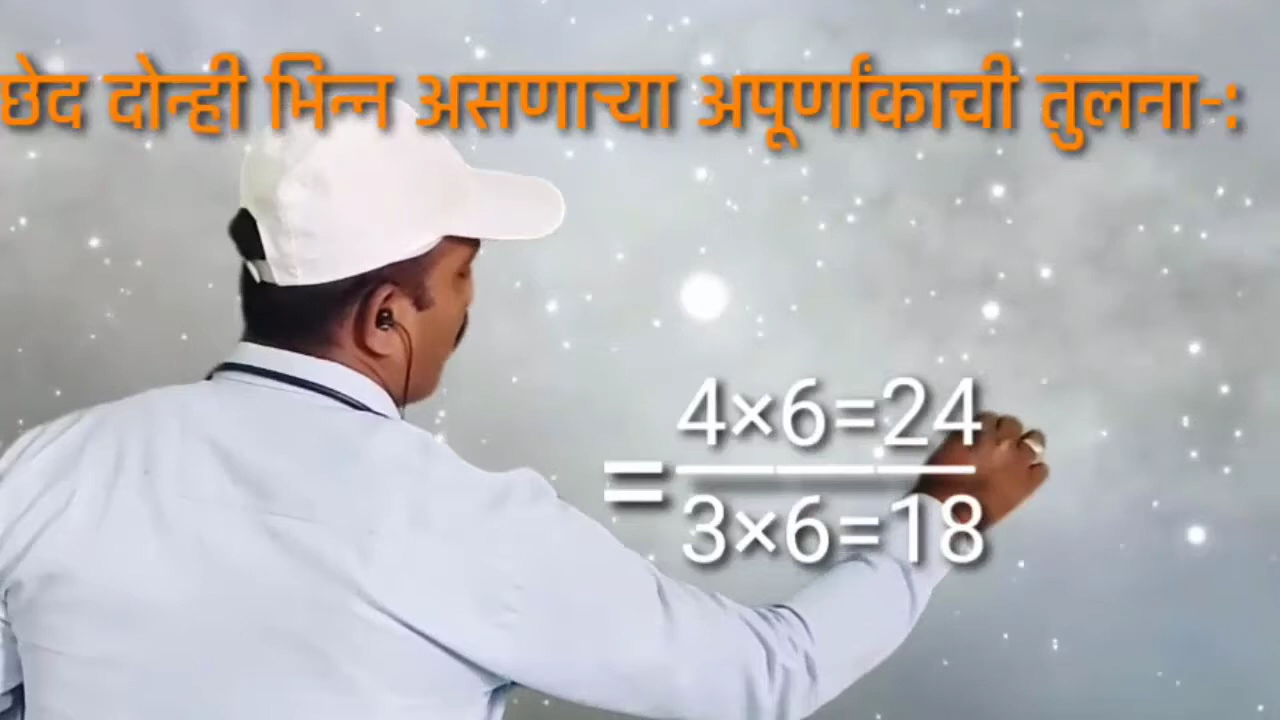 छेद दोन्ही भिन्न असणाऱ्या अपूर्णांकाची तुलना-:
4×6=24
=
3×6=18